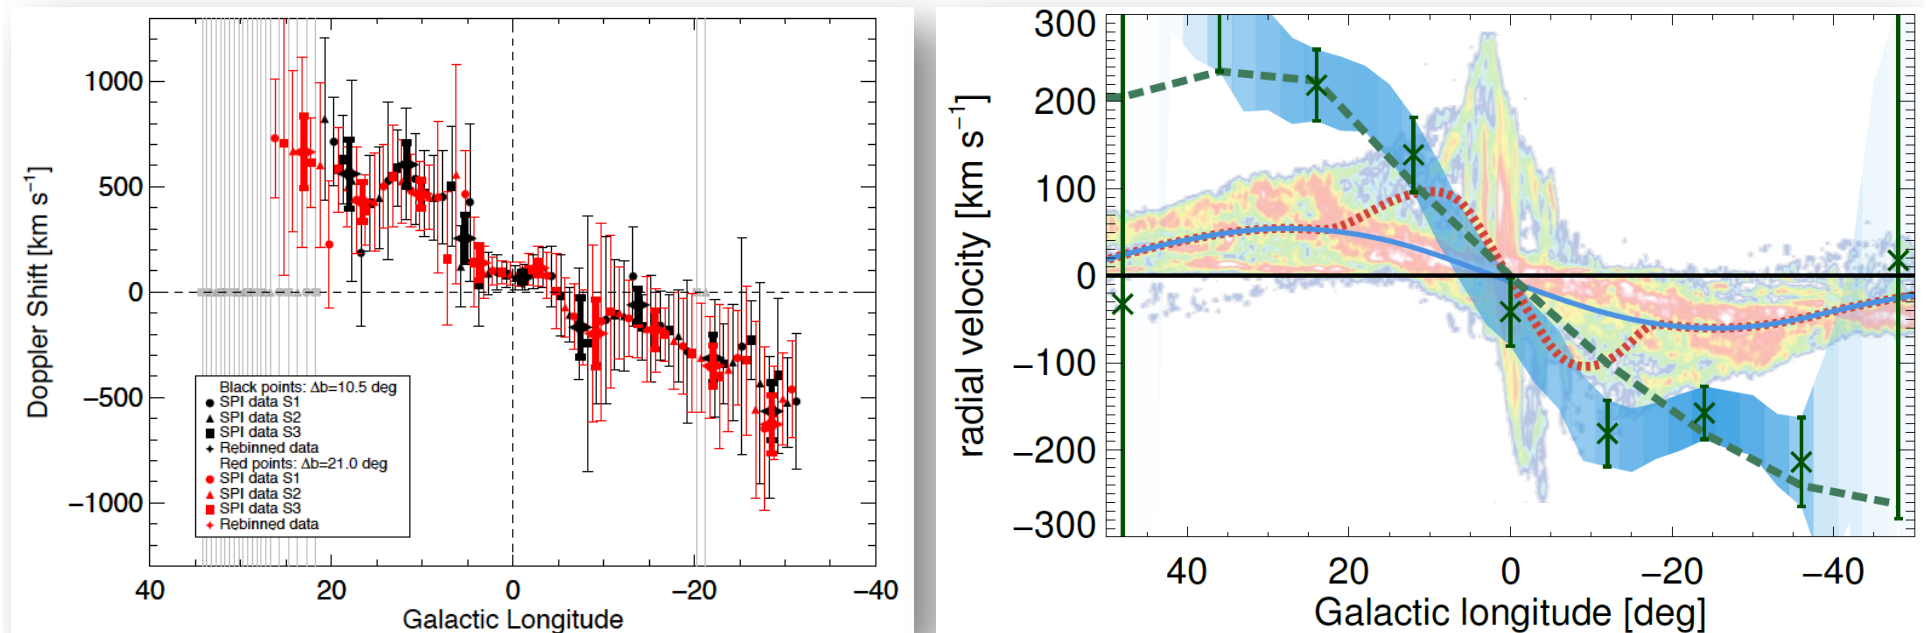 Doppler Shift [km s⁻¹]
1000
500
0
−500
−1000
Black points: Δb=10.5 deg
SPI data S1
SPI data S2
SPI data S3
Rebinned data
Red points: Δb=21.0 deg
SPI data S1
SPI data S2
SPI data S3
Rebinned data
40 20 0 −20 −40
Galactic Longitude
radial velocity [km s⁻¹]
300
200
100
0
−100
−200
−300
40 20 0 −20 −40
Galactic longitude [deg]